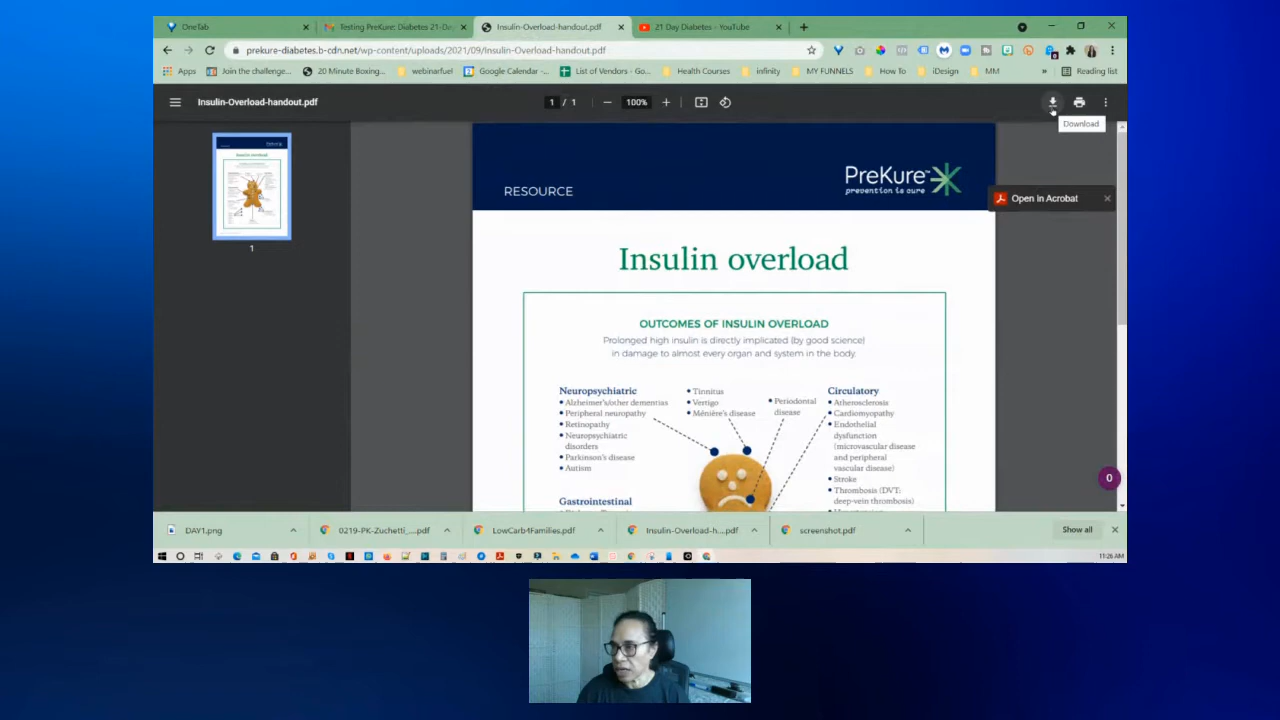 OneTab
Testing PreKure: Diabetes 21-Day
Insulin-Overload-handout.pdf
21 Day Diabetes - YouTube
prekure-diabetes.b-cdn.net/wp-content/uploads/2021/09/Insulin-Overload-handout.pdf
Apps
Join the challenge...
20 Minute Boxing...
webinarfuel
Google Calendar -...
List of Vendors - Go...
Health Courses
infinity
MY FUNNELS
How To
iDesign
MM
»
Reading list
Insulin-Overload-handout.pdf
1 / 1
100%
Download
Open in Acrobat
1
RESOURCE
PreKure™
prevention is cure
Insulin overload
OUTCOMES OF INSULIN OVERLOAD
Prolonged high insulin is directly implicated (by good science)
in damage to almost every organ and system in the body.
Neuropsychiatric
• Alzheimer's/other dementias
• Peripheral neuropathy
• Retinopathy
• Neuropsychiatric
disorders
• Parkinson's disease
• Autism
Gastrointestinal
• Tinnitus
• Vertigo
• Ménière's disease
• Periodontal
disease
Circulatory
• Atherosclerosis
• Cardiomyopathy
• Endothelial
dysfunction
(microvascular disease
and peripheral
vascular disease)
• Stroke
• Thrombosis (DVT;
deep-vein thrombosis)
0
DAY1.png
0219-PK-Zuchetti_....pdf
LowCarb4Families.pdf
Insulin-Overload-h....pdf
screenshot.pdf
Show all
11:26 AM